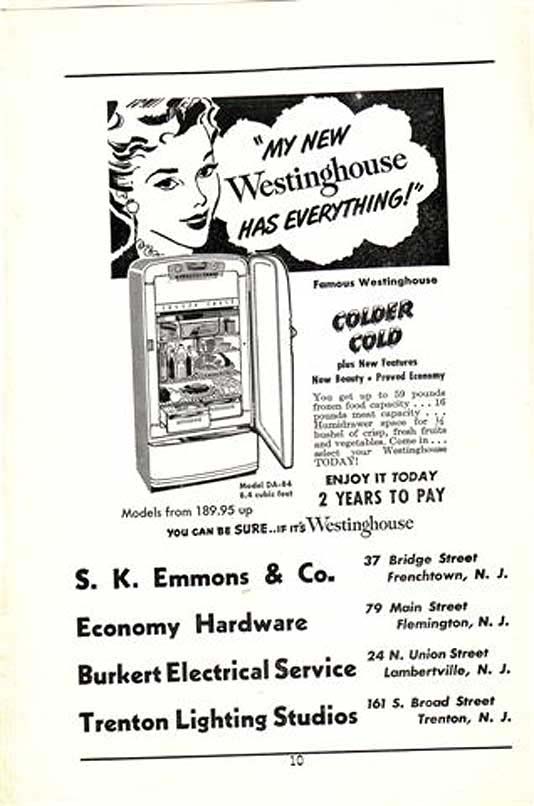 "MY NEW
Westinghouse
HAS EVERYTHING!"
Famous Westinghouse
COLDER
COLD
plus New Features
New Beauty • Proved Economy
You get up to 59 pounds
frozen food capacity . . . 16
pounds meat capacity . . .
Humidrawer space for ½
bushel of crisp, fresh fruits
and vegetables. Come in . . .
select your Westinghouse
TODAY!
Model DA-84
8.4 cubic feet
ENJOY IT TODAY
2 YEARS TO PAY
Models from 189.95 up
YOU CAN BE SURE..IF IT'S Westinghouse
S. K. Emmons & Co.
37 Bridge Street
Frenchtown, N. J.
Economy Hardware
79 Main Street
Flemington, N. J.
Burkert Electrical Service
24 N. Union Street
Lambertville, N. J.
Trenton Lighting Studios
161 S. Broad Street
Trenton, N. J.
10